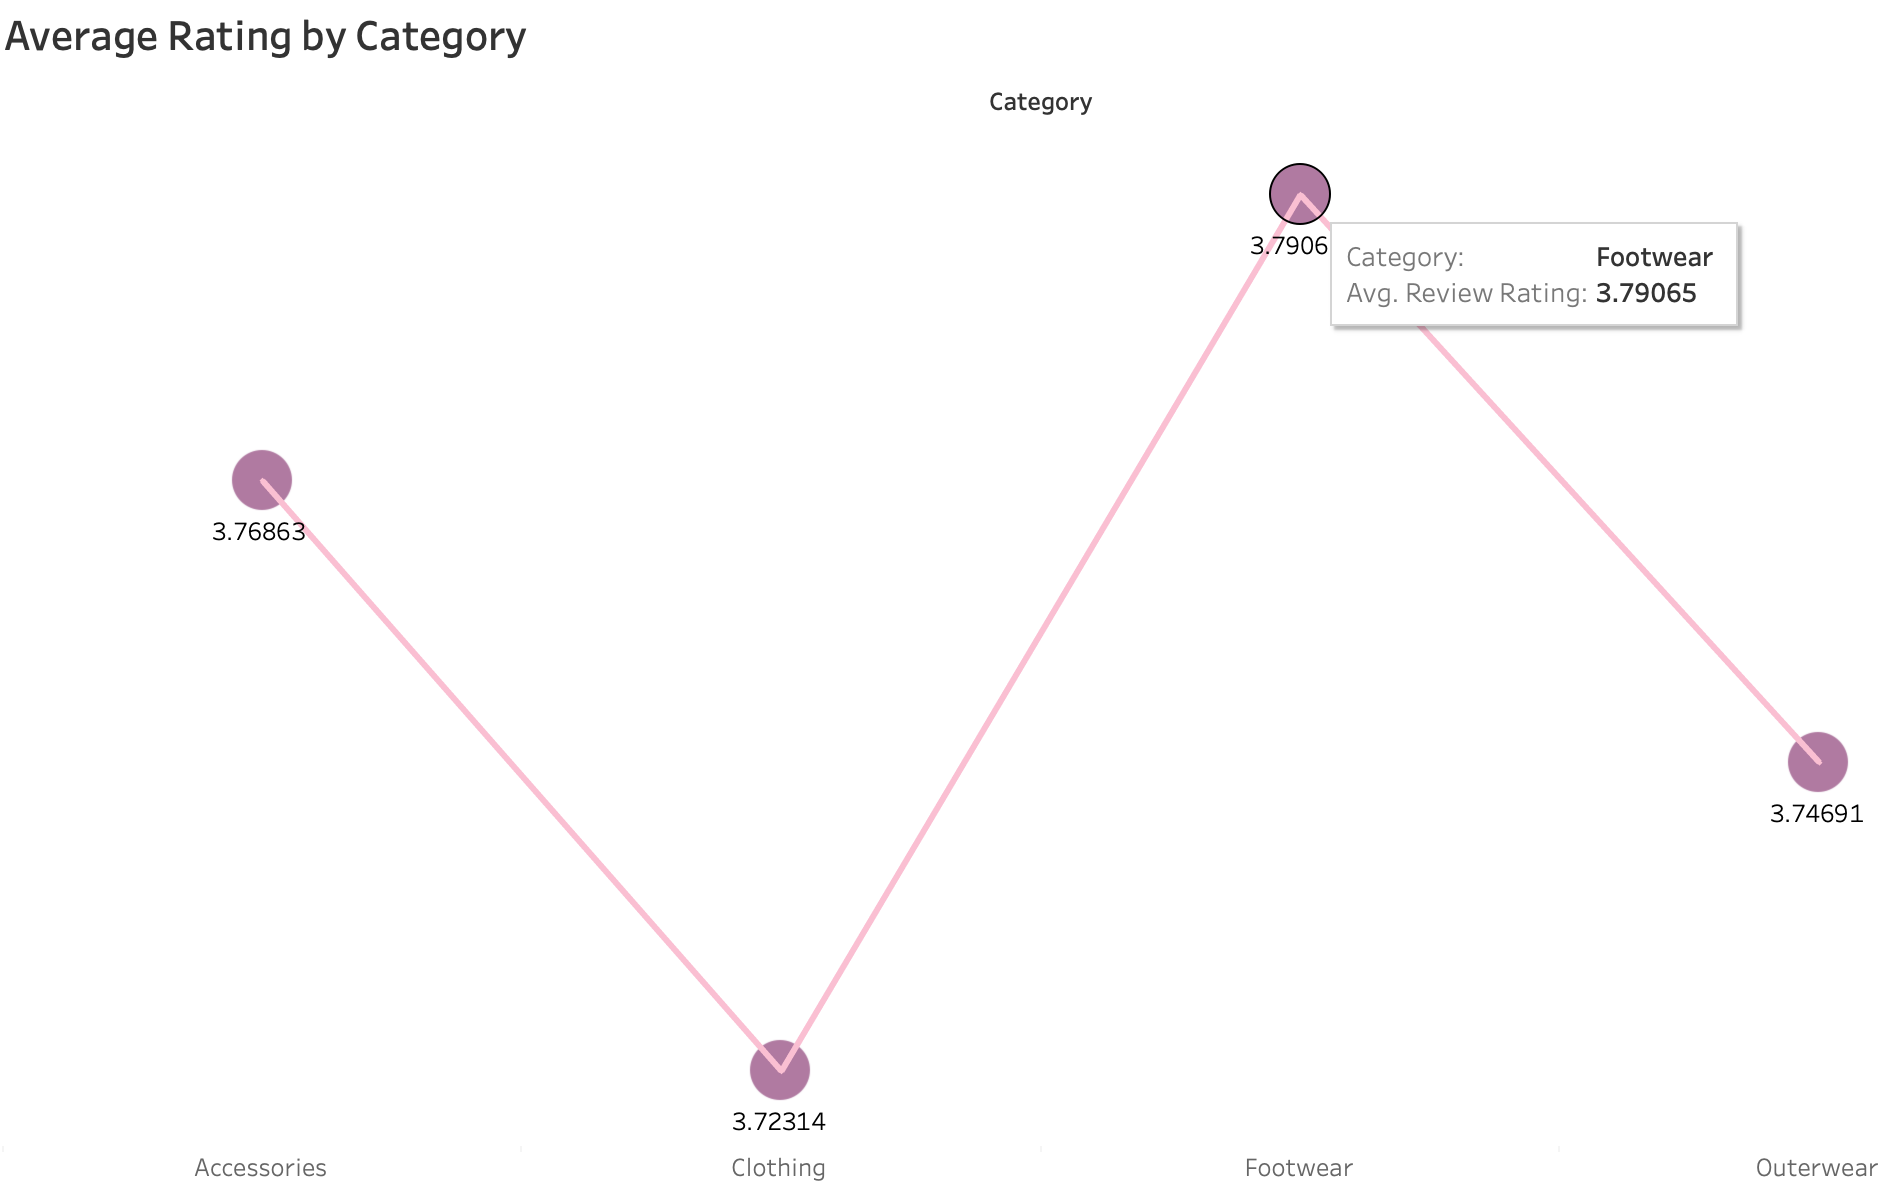 Average Rating by Category
Category
3.7906
Category: Footwear
Avg. Review Rating: 3.79065
3.76863
3.74691
3.72314
Accessories Clothing Footwear Outerwear